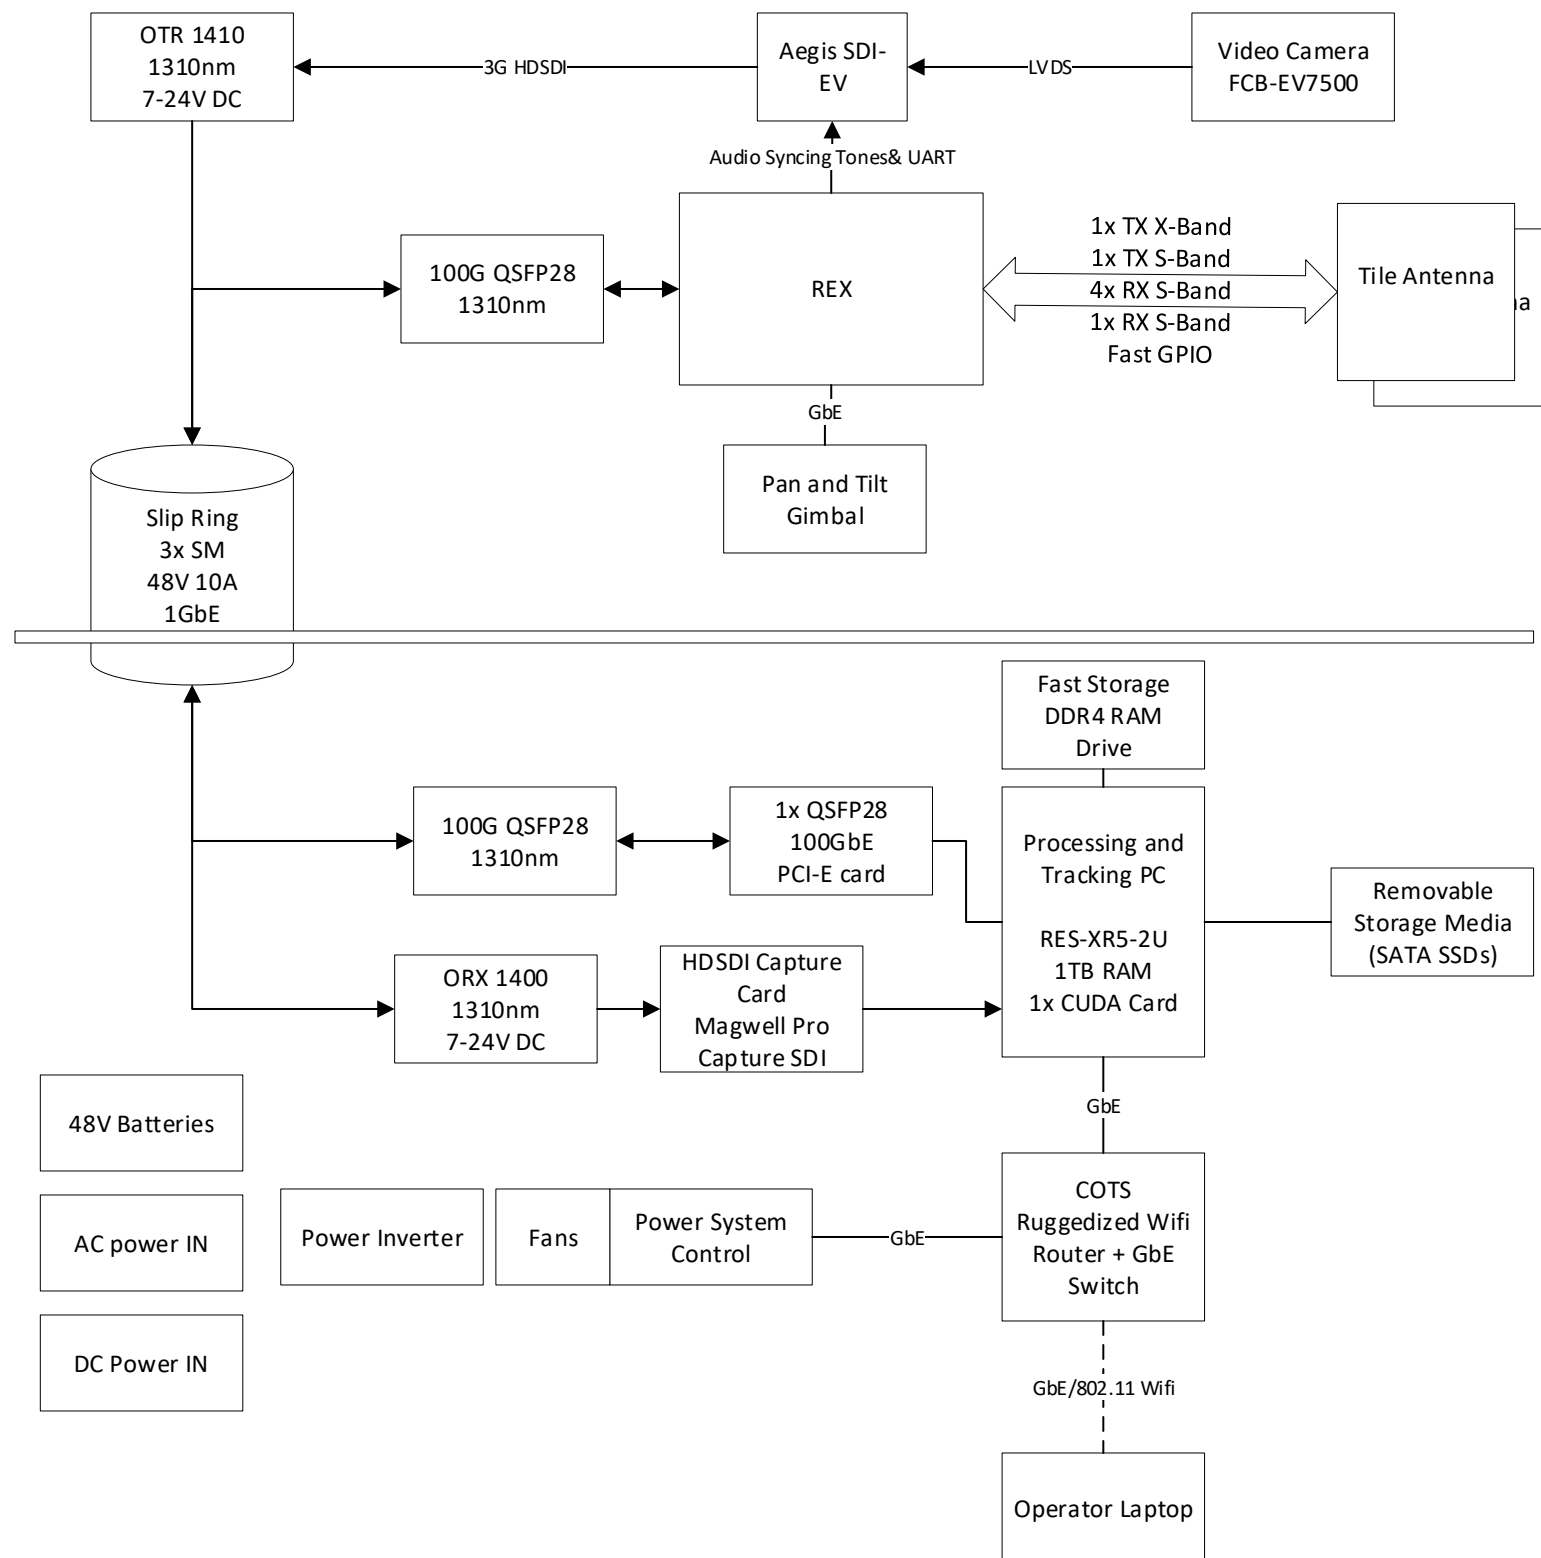 OTR 1410
1310nm
7-24V DC
3G HDSDI
Aegis SDI-
EV
LVDS
Video Camera
FCB-EV7500
Audio Syncing Tones& UART
100G QSFP28
1310nm
REX
1x TX X-Band
1x TX S-Band
4x RX S-Band
1x RX S-Band
Fast GPIO
Tile Antenna
na
GbE
Pan and Tilt
Gimbal
Slip Ring
3x SM
48V 10A
1GbE
Fast Storage
DDR4 RAM
Drive
100G QSFP28
1310nm
1x QSFP28
100GbE
PCI-E card
Processing and
Tracking PC
RES-XR5-2U
1TB RAM
1x CUDA Card
Removable
Storage Media
(SATA SSDs)
ORX 1400
1310nm
7-24V DC
HDSDI Capture
Card
Magwell Pro
Capture SDI
GbE
48V Batteries
AC power IN
Power Inverter
Fans
Power System
Control
GbE
COTS
Ruggedized Wifi
Router + GbE
Switch
DC Power IN
GbE/802.11 Wifi
Operator Laptop